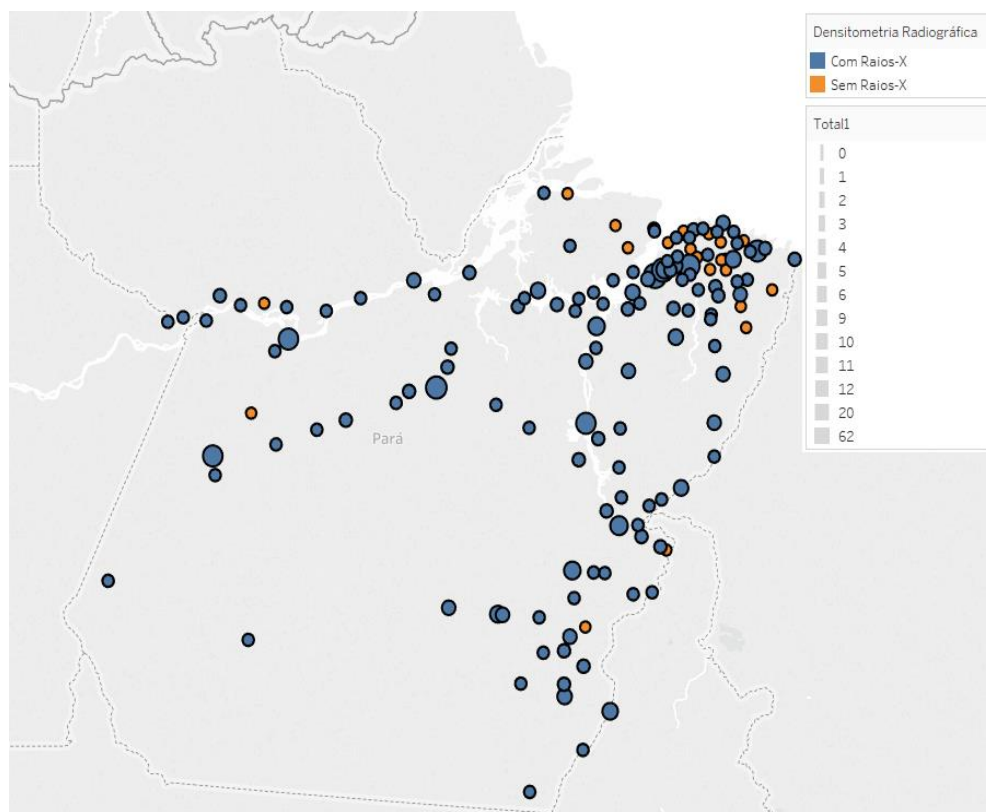 Densitometria Radiográfica
Com Raios-X
Sem Raios-X
Total1
0
1
2
3
4
5
6
9
10
11
12
20
62
Pará